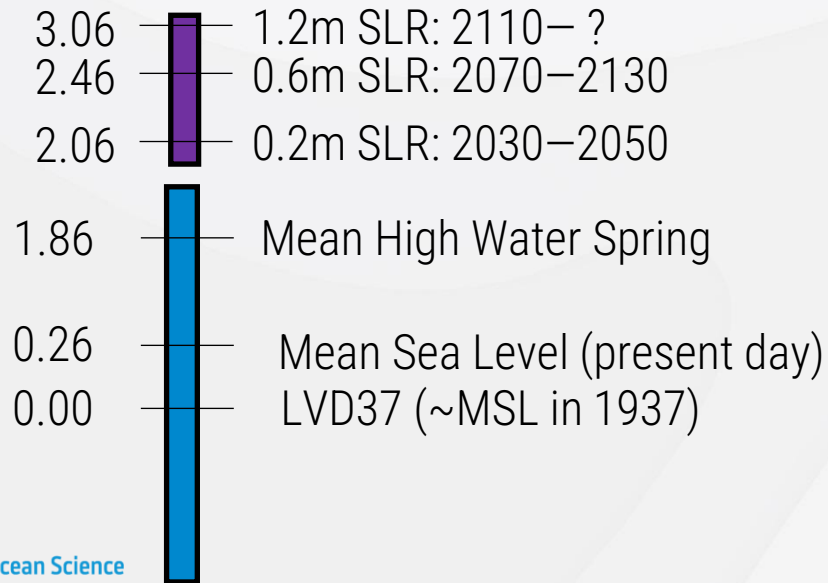 3.06 1.2m SLR: 2110– ?
2.46 0.6m SLR: 2070–2130
2.06 0.2m SLR: 2030–2050
1.86 Mean High Water Spring
0.26 Mean Sea Level (present day)
0.00 LVD37 (~MSL in 1937)
cean Science